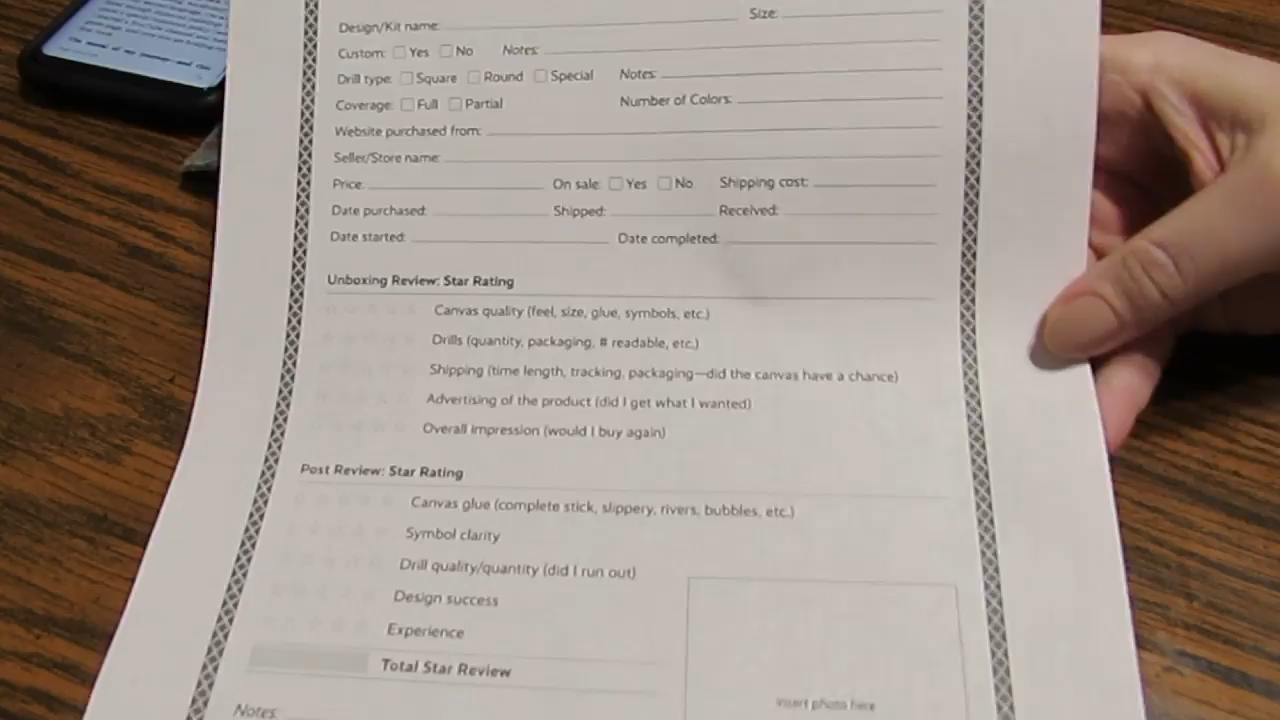 Design/Kit name: Size:
Custom: Yes No Notes:
Drill type: Square Round Special Notes:
Coverage: Full Partial Number of Colors:
Website purchased from:
Seller/Store name:
Price: On sale: Yes No Shipping cost:
Date purchased: Shipped: Received:
Date started: Date completed:
Unboxing Review: Star Rating
Canvas quality (feel, size, glue, symbols, etc.)
Drills (quantity, packaging, # readable, etc.)
Shipping (time length, tracking, packaging—did the canvas have a chance)
Advertising of the product (did I get what I wanted)
Overall impression (would I buy again)
Post Review: Star Rating
Canvas glue (complete stick, slippery, rivers, bubbles, etc.)
Symbol clarity
Drill quality/quantity (did I run out)
Design success
Experience
Total Star Review
insert photo here
Notes: